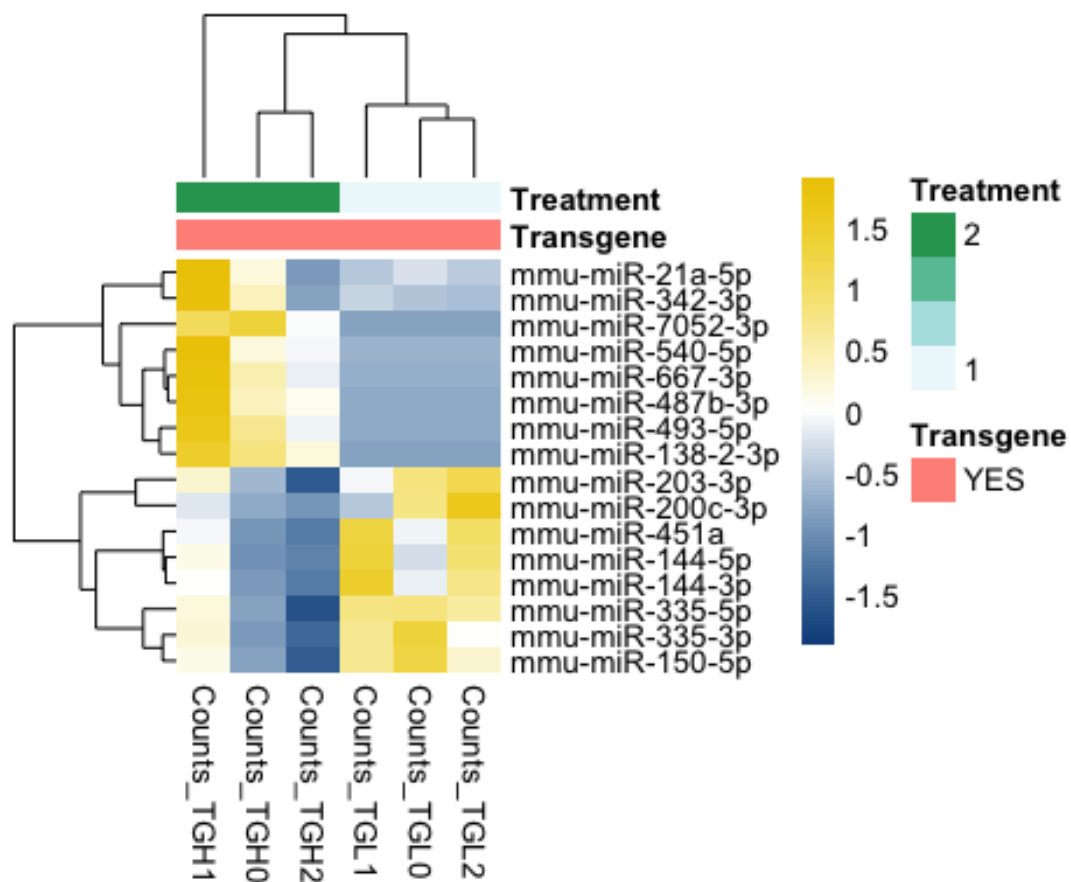 Treatment
Transgene
mmu-miR-21a-5p
mmu-miR-342-3p
mmu-miR-7052-3p
mmu-miR-540-5p
mmu-miR-667-3p
mmu-miR-487b-3p
mmu-miR-493-5p
mmu-miR-138-2-3p
mmu-miR-203-3p
mmu-miR-200c-3p
mmu-miR-451a
mmu-miR-144-5p
mmu-miR-144-3p
mmu-miR-335-5p
mmu-miR-335-3p
mmu-miR-150-5p
Counts_TGH1
Counts_TGH0
Counts_TGH2
Counts_TGL1
Counts_TGL0
Counts_TGL2
1.5
1
0.5
0
-0.5
-1
-1.5
Treatment
2
1
Transgene
YES